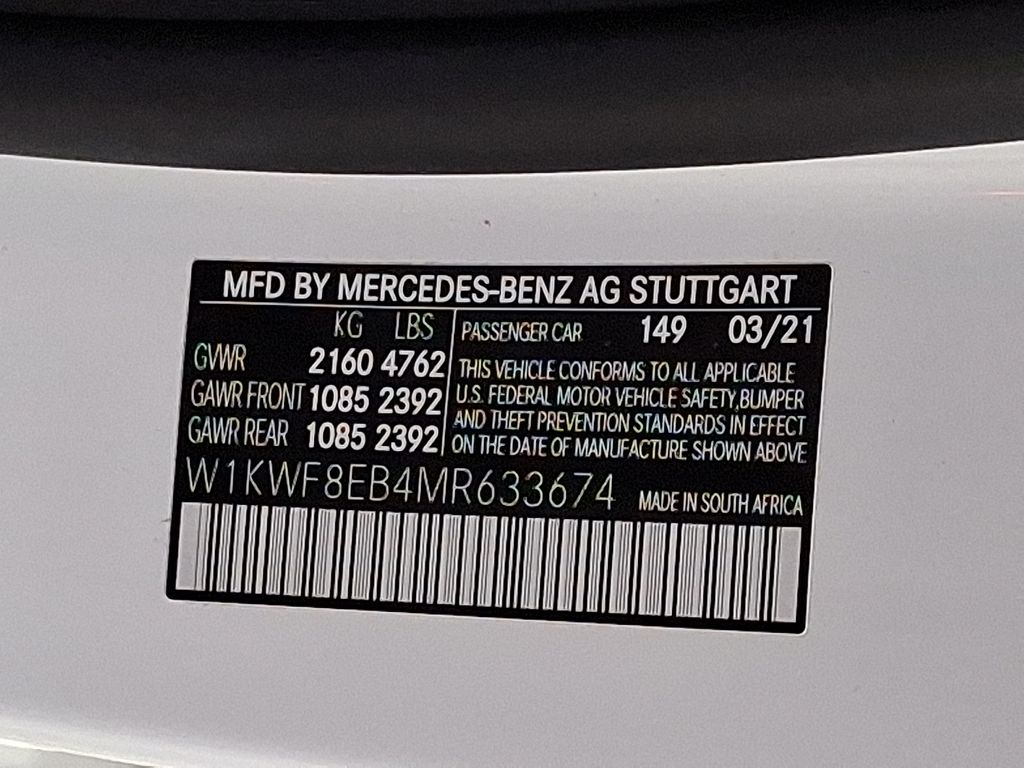 MFD BY MERCEDES-BENZ AG STUTTGART
KG LBS
GVWR 2160 4762
GAWR FRONT 1085 2392
GAWR REAR 1085 2392
PASSENGER CAR 149 03/21
THIS VEHICLE CONFORMS TO ALL APPLICABLE
U.S. FEDERAL MOTOR VEHICLE SAFETY,BUMPER
AND THEFT PREVENTION STANDARDS IN EFFECT
ON THE DATE OF MANUFACTURE SHOWN ABOVE
W1KWF8EB4MR633674
MADE IN SOUTH AFRICA